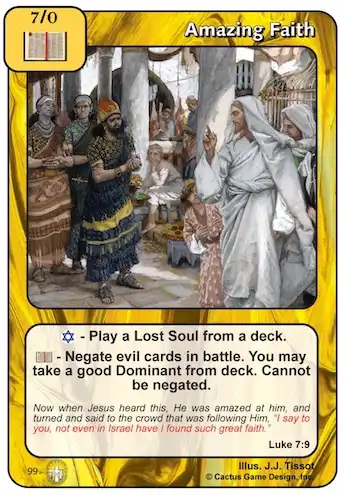 7/0
Amazing Faith
- Play a Lost Soul from a deck.
- Negate evil cards in battle. You may
take a good Dominant from deck. Cannot
be negated.
Now when Jesus heard this, He was amazed at him, and
turned and said to the crowd that was following Him, "I say to
you, not even in Israel have I found such great faith."
Luke 7:9
Illus. J.J. Tissot
99
© Cactus Game Design, Inc.